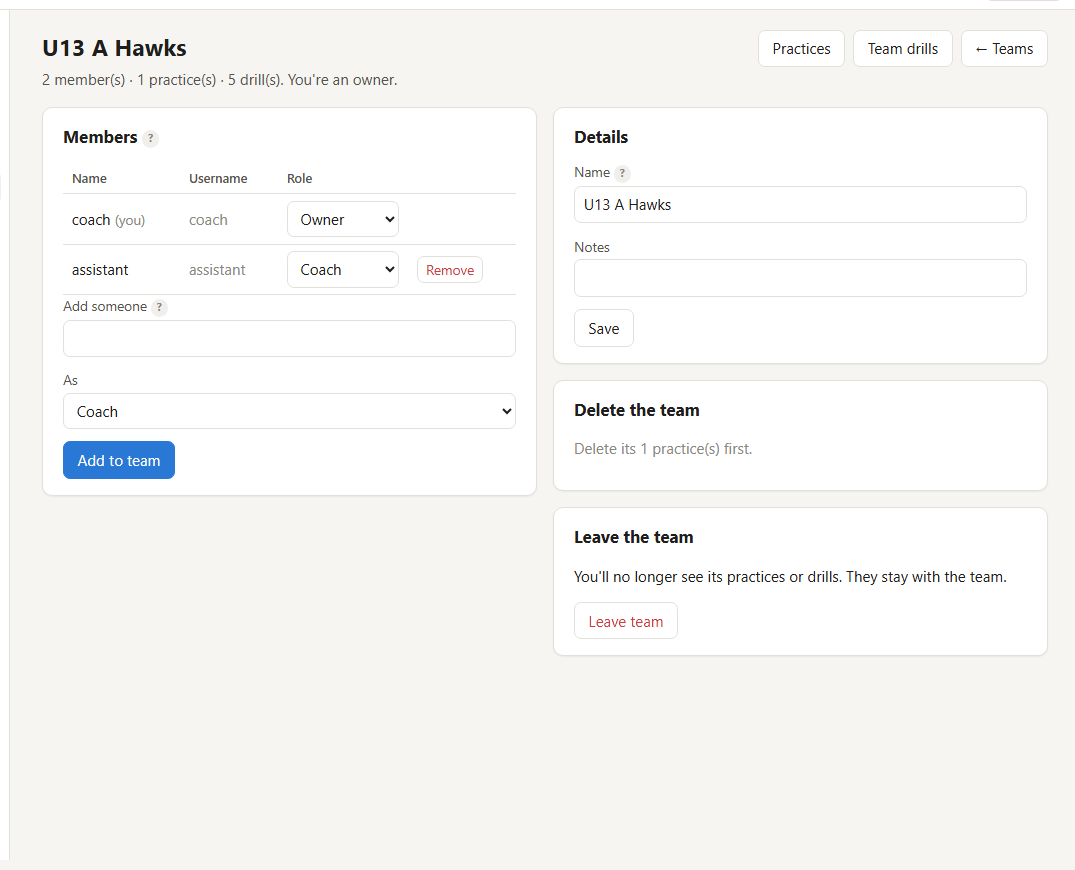 U13 A Hawks
Practices
Team drills
← Teams
2 member(s) · 1 practice(s) · 5 drill(s). You're an owner.
Members ?
Name Username Role
coach (you) coach Owner
assistant assistant Coach Remove
Add someone ?
As
Coach
Add to team
Details
Name ?
U13 A Hawks
Notes
Save
Delete the team
Delete its 1 practice(s) first.
Leave the team
You'll no longer see its practices or drills. They stay with the team.
Leave team